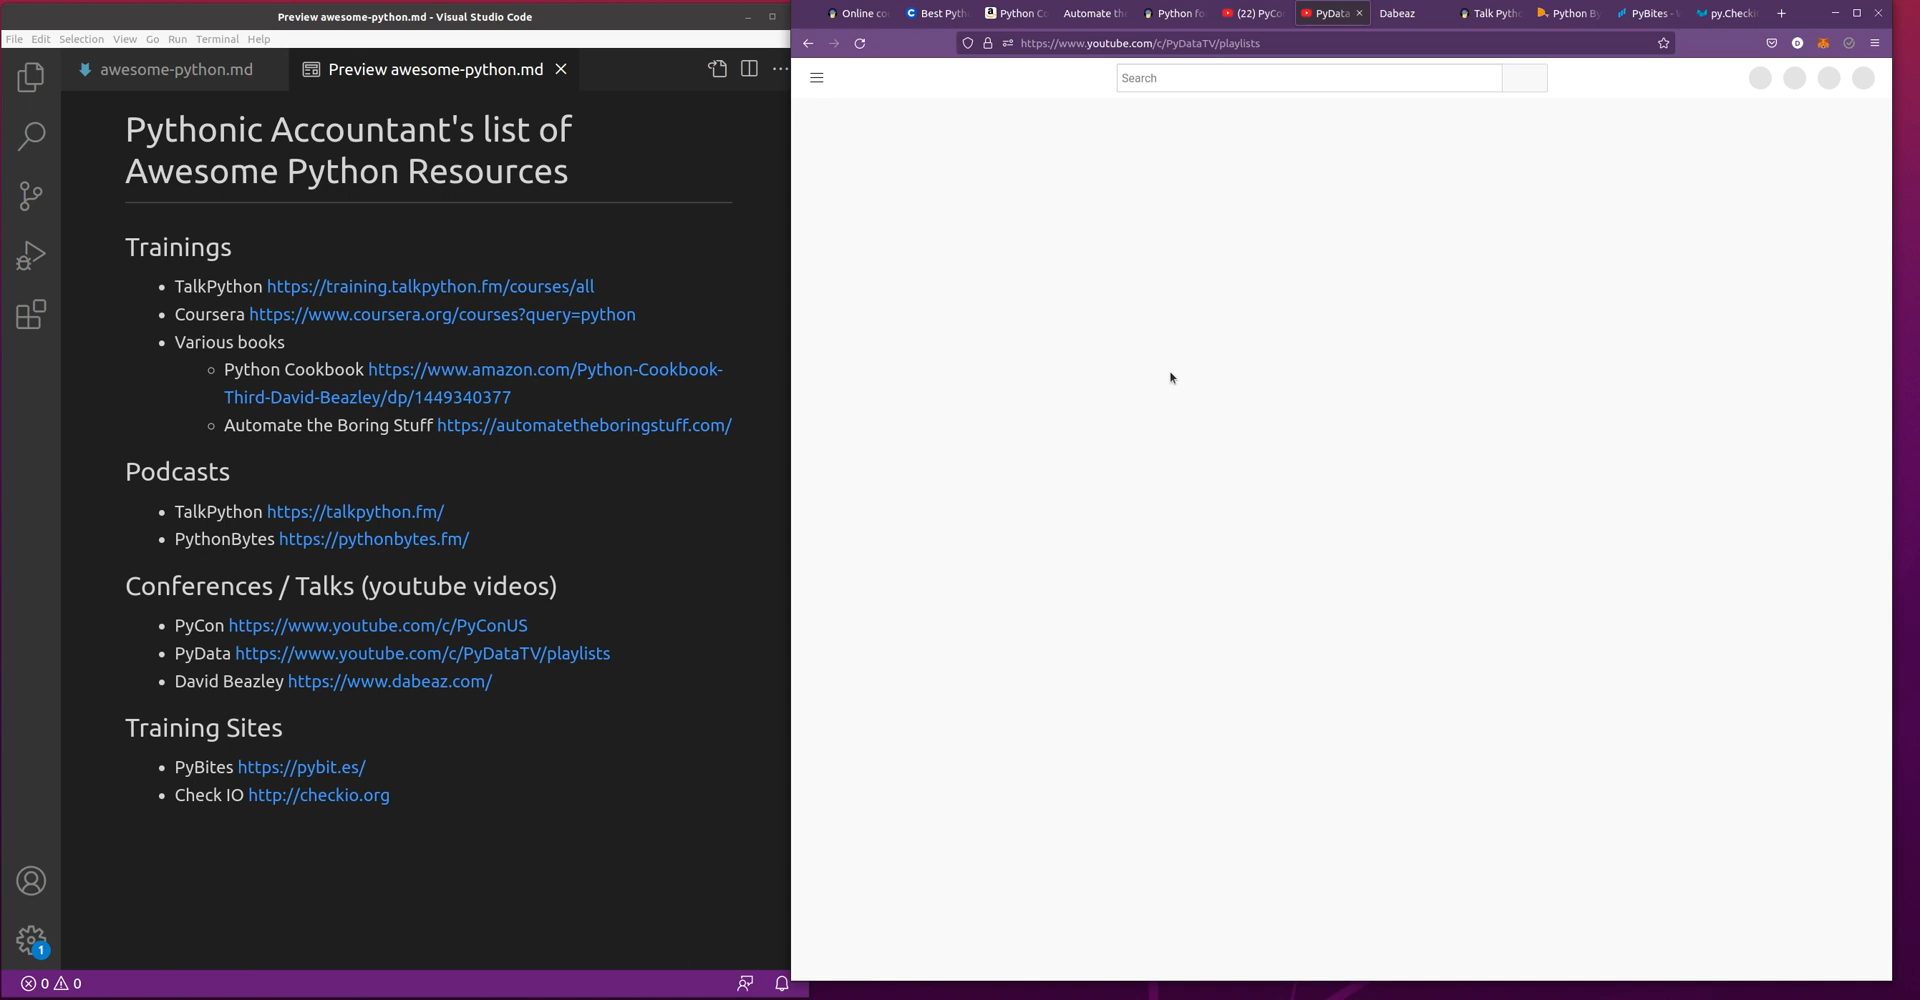 Preview awesome-python.md - Visual Studio Code
File Edit Selection View Go Run Terminal Help
awesome-python.md
Preview awesome-python.md
Pythonic Accountant's list of
Awesome Python Resources
Trainings
• TalkPython https://training.talkpython.fm/courses/all
• Coursera https://www.coursera.org/courses?query=python
• Various books
◦ Python Cookbook https://www.amazon.com/Python-Cookbook-
Third-David-Beazley/dp/1449340377
◦ Automate the Boring Stuff https://automatetheboringstuff.com/
Podcasts
• TalkPython https://talkpython.fm/
• PythonBytes https://pythonbytes.fm/
Conferences / Talks (youtube videos)
• PyCon https://www.youtube.com/c/PyConUS
• PyData https://www.youtube.com/c/PyDataTV/playlists
• David Beazley https://www.dabeaz.com/
Training Sites
• PyBites https://pybit.es/
• Check IO http://checkio.org
1
0 0
Online co Best Pyth Python Co Automate the Python fo (22) PyCo PyData Dabeaz Talk Pyth Python B PyBites - py.Checki
https://www.youtube.com/c/PyDataTV/playlists
D
Search